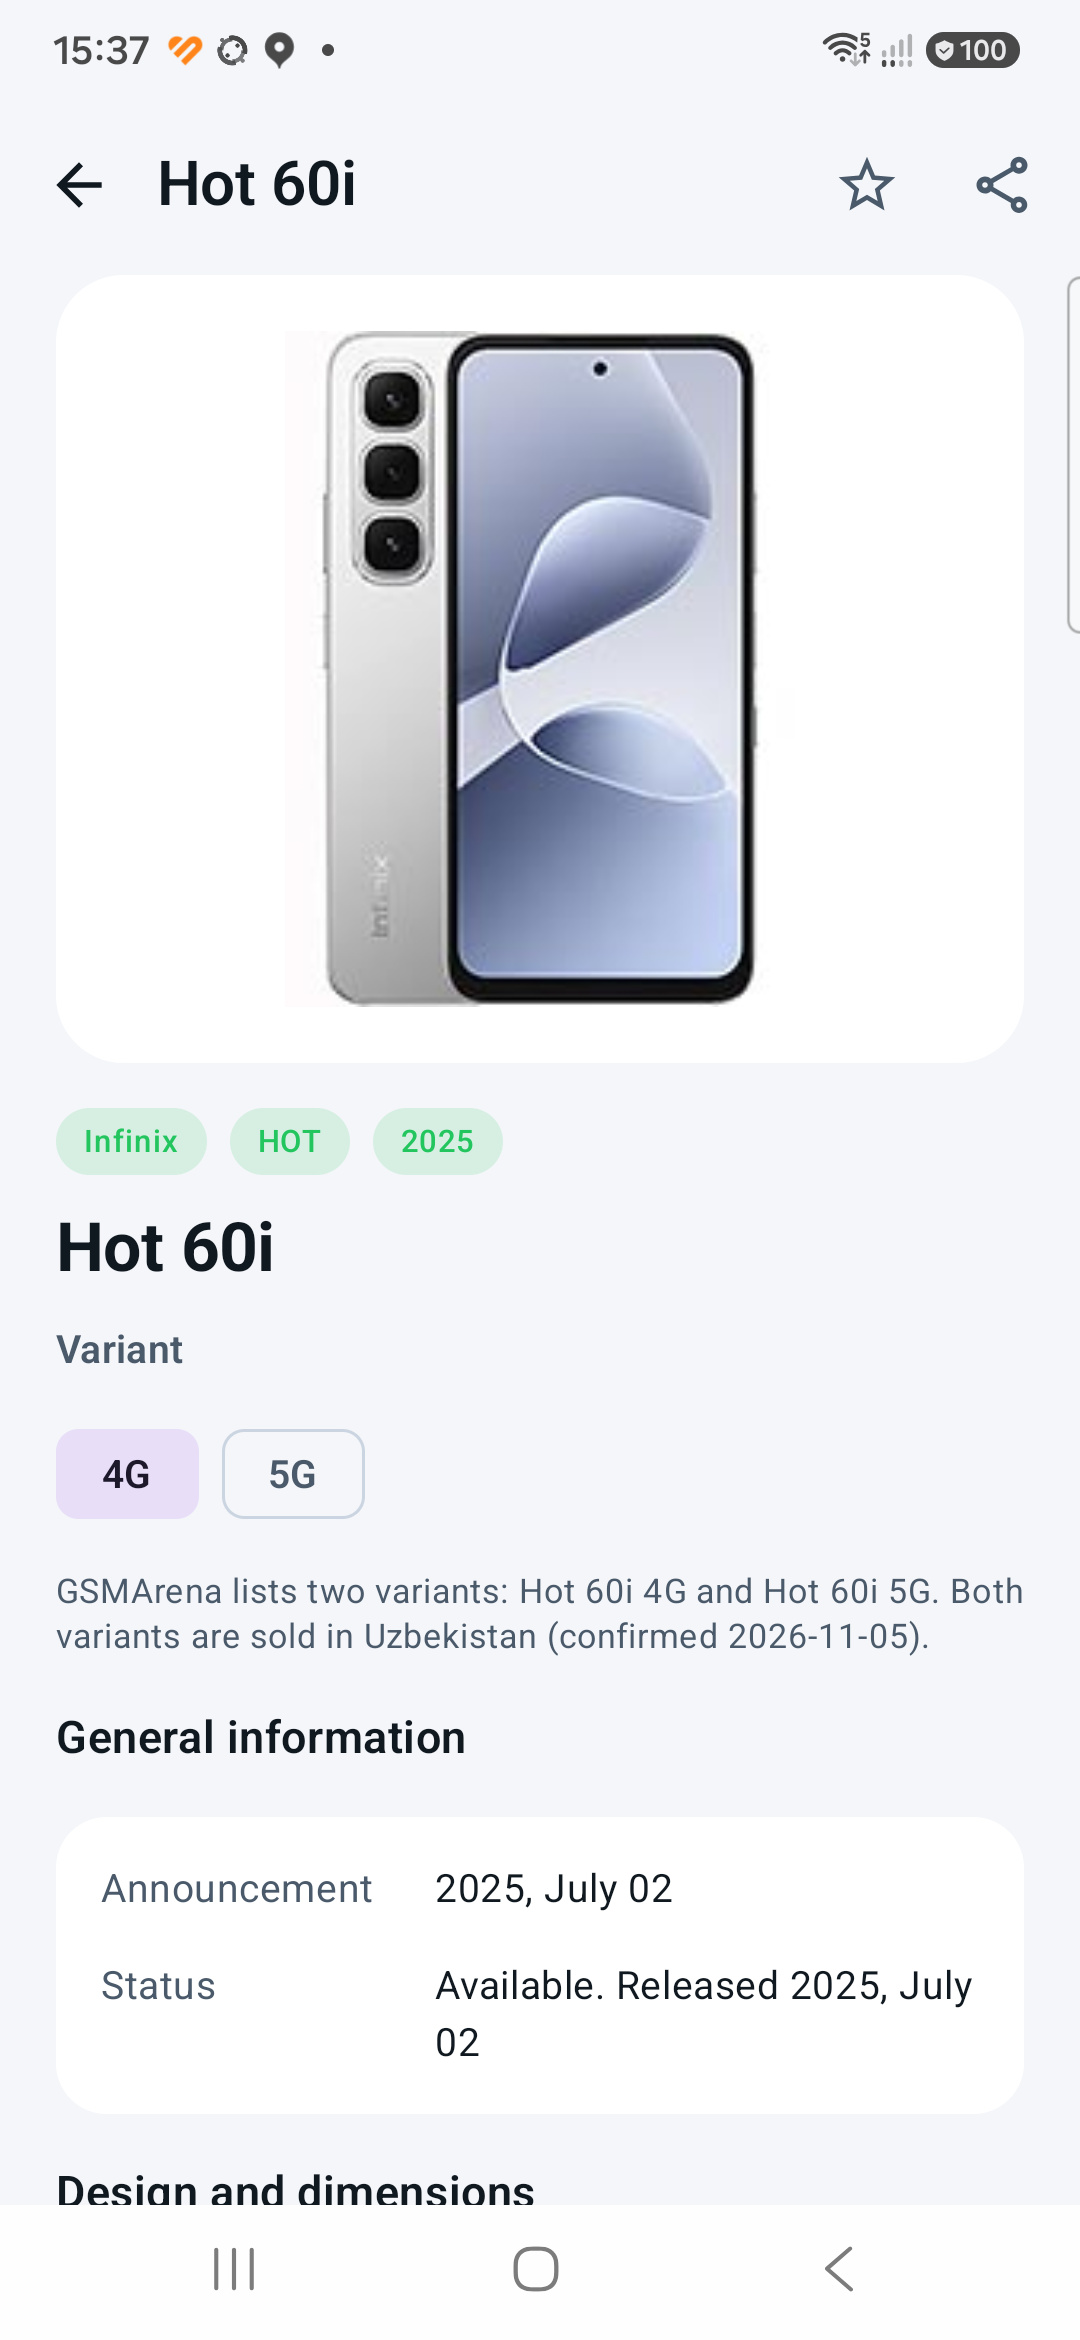 15:37
5
100
Hot 60i
Infinix
Infinix
HOT
2025
Hot 60i
Variant
4G
5G
GSMArena lists two variants: Hot 60i 4G and Hot 60i 5G. Both
variants are sold in Uzbekistan (confirmed 2026-11-05).
General information
Announcement
2025, July 02
Status
Available. Released 2025, July
02
Design and dimensions